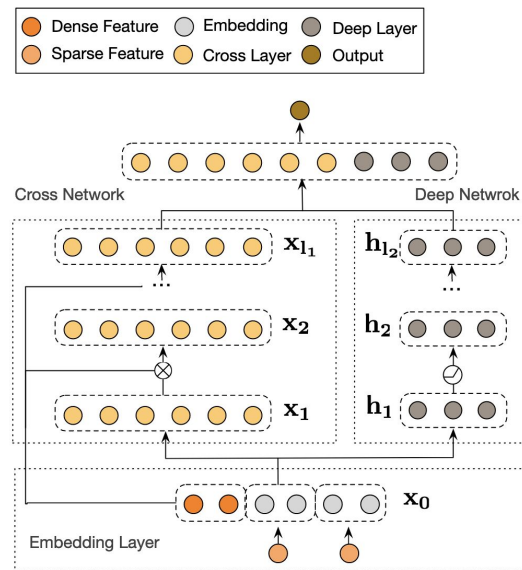 Dense Feature Embedding Deep Layer
Sparse Feature Cross Layer Output
Cross Network Deep Netwrok
x_{l_1} h_{l_2}
... ...
x_2 h_2
x_1 h_1
x_0
Embedding Layer